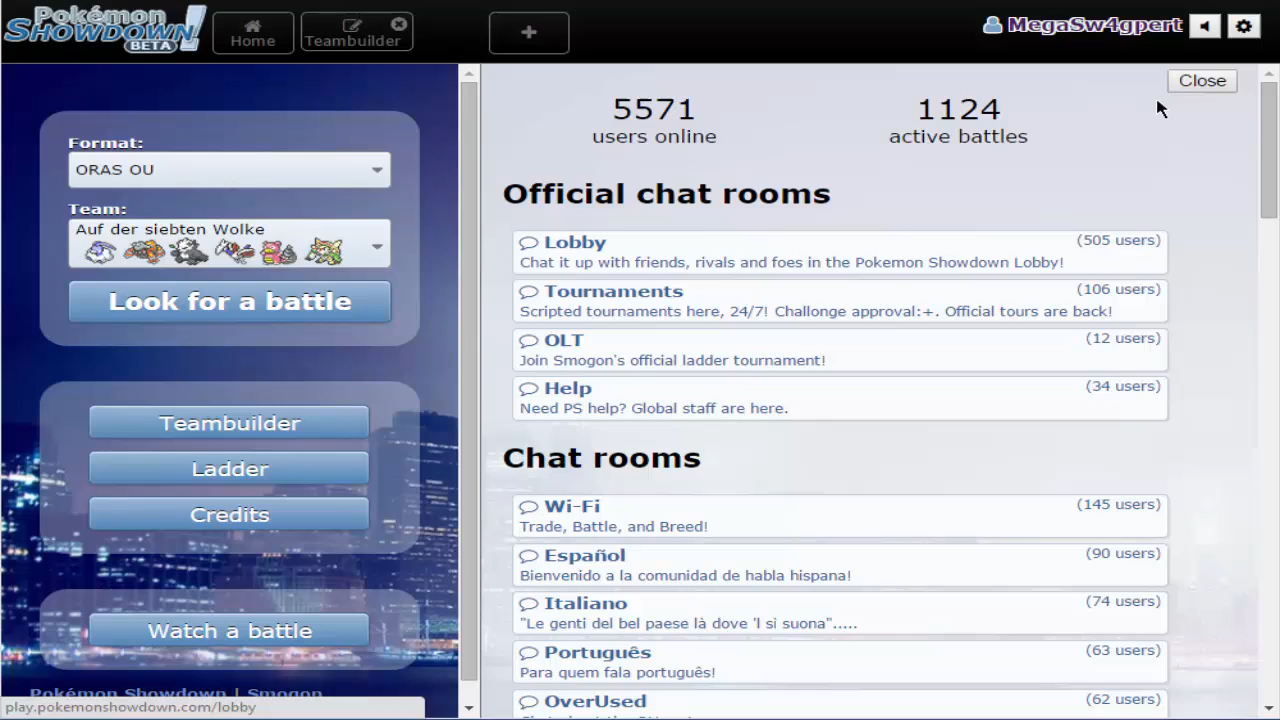 Pokémon
SHOWDOWN!
BETA
Home
Teambuilder
+
MegaSw4gpert
Format:
ORAS OU
Team:
Auf der siebten Wolke
Look for a battle
Teambuilder
Ladder
Credits
Watch a battle
Pokémon Showdown | Smogon
play.pokemonshowdown.com/lobby
Close
5571
users online
1124
active battles
Official chat rooms
Lobby (505 users)
Chat it up with friends, rivals and foes in the Pokemon Showdown Lobby!
Tournaments (106 users)
Scripted tournaments here, 24/7! Challonge approval:+. Official tours are back!
OLT (12 users)
Join Smogon's official ladder tournament!
Help (34 users)
Need PS help? Global staff are here.
Chat rooms
Wi-Fi (145 users)
Trade, Battle, and Breed!
Español (90 users)
Bienvenido a la comunidad de habla hispana!
Italiano (74 users)
"Le genti del bel paese là dove 'l sì suona".....
Português (63 users)
Para quem fala português!
OverUsed (62 users)